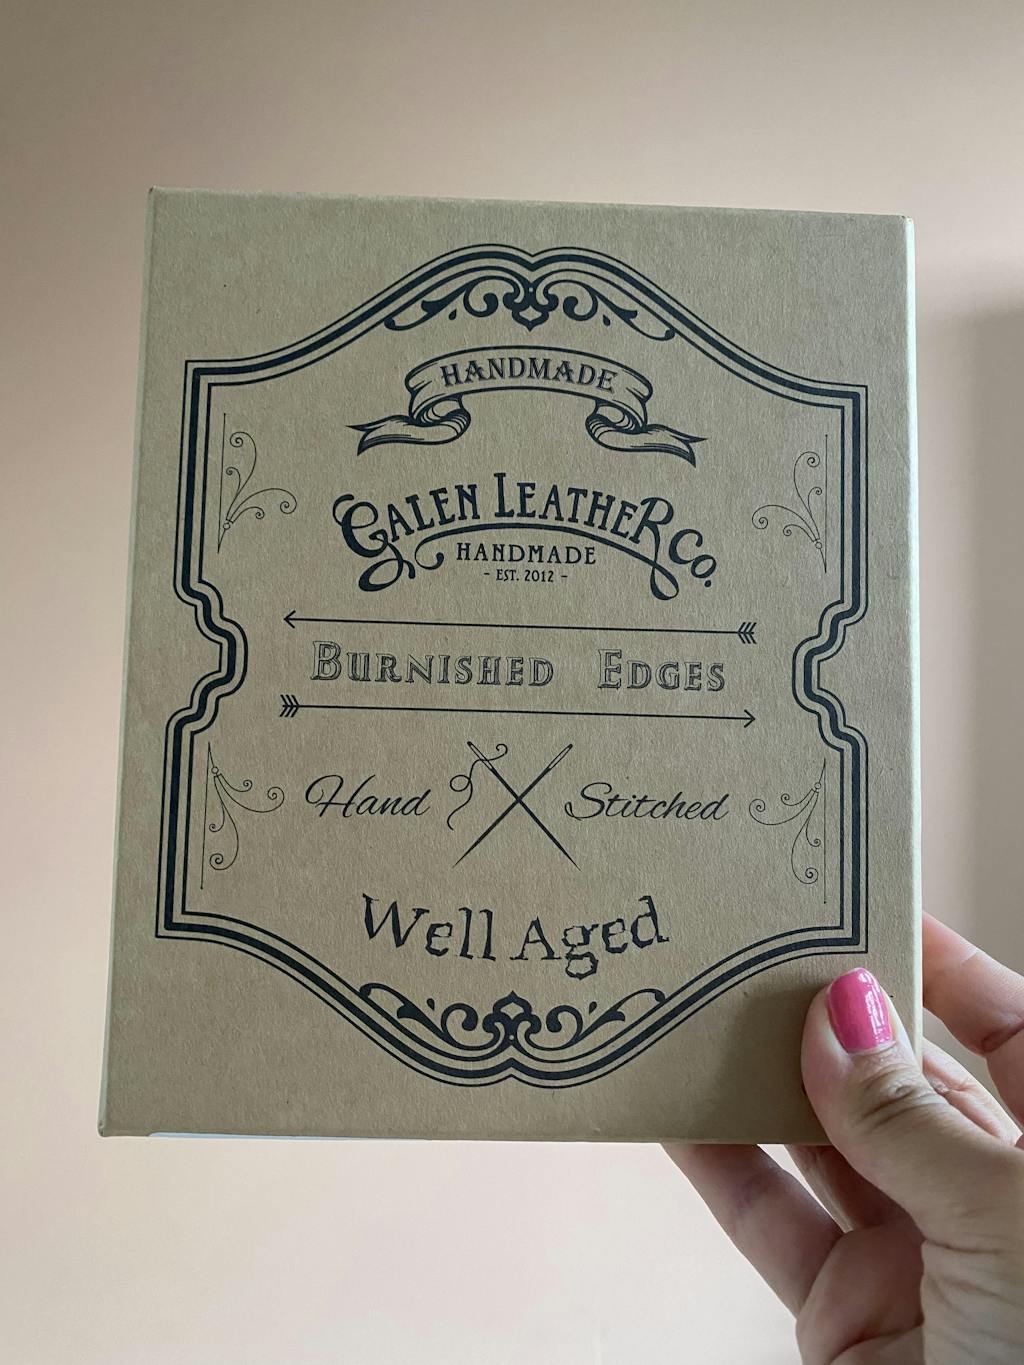 HANDMADE
GALEN LEATHER CO.
HANDMADE
- EST. 2012 -
BURNISHED EDGES
Hand Stitched
Well Aged